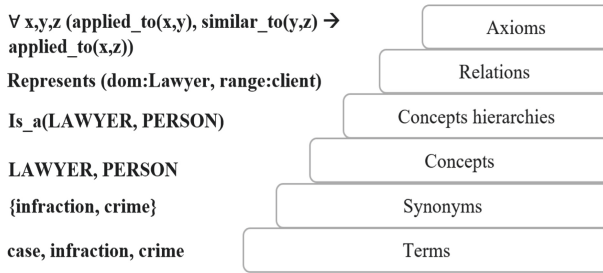 ∀ x,y,z (applied_to(x,y), similar_to(y,z) →
applied_to(x,z))
Axioms
Represents (dom:Lawyer, range:client)
Relations
Is_a(LAWYER, PERSON)
Concepts hierarchies
LAWYER, PERSON
Concepts
{infraction, crime}
Synonyms
case, infraction, crime
Terms